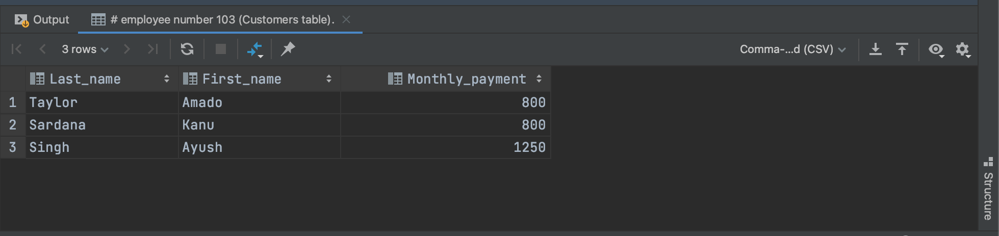 Output # employee number 103 (Customers table).
3 rows Comma-...d (CSV)
Last_name First_name Monthly_payment
1 Taylor Amado 800
2 Sardana Kanu 800
3 Singh Ayush 1250
Structure